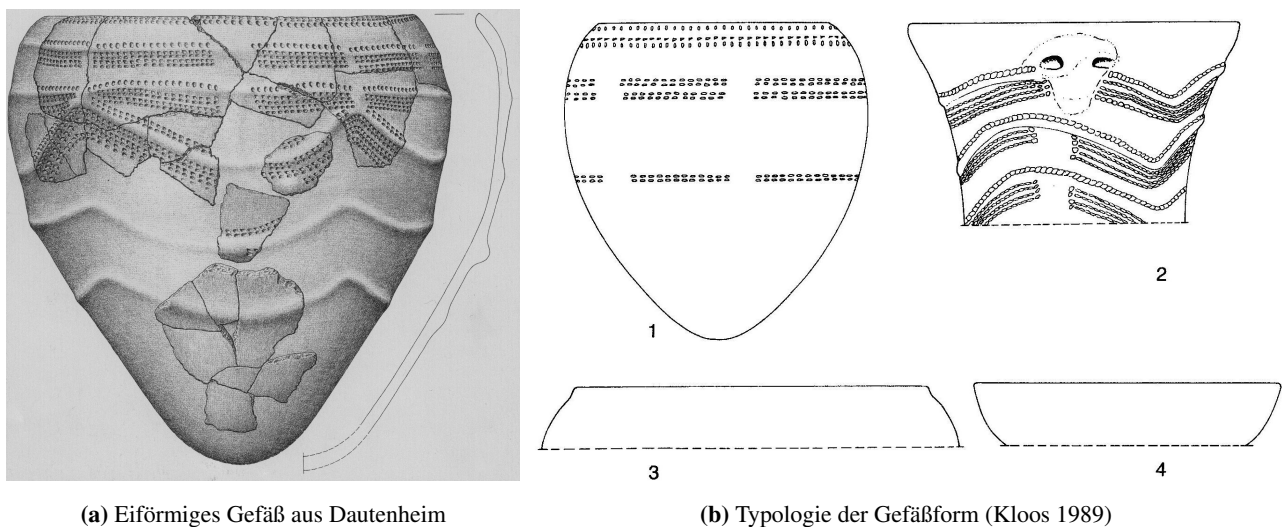 1
2
3
4
(a) Eiförmiges Gefäß aus Dautenheim
(b) Typologie der Gefäßform (Kloos 1989)